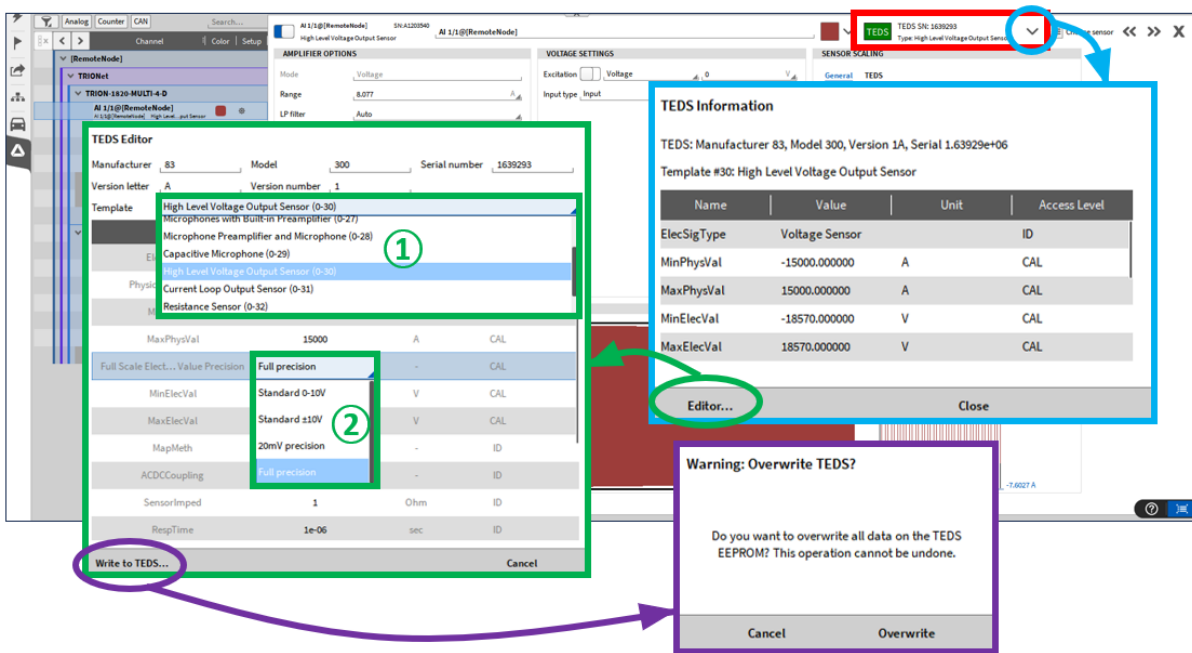 Analog Counter CAN Search...
Channel Color Setup
[RemoteNode]
TRIONet
TRION-1820-MULTI-4-D
AI 1/1@[RemoteNode]
AI 1/1@[RemoteNode] High Level...put Sensor
AI 1/1@[RemoteNode] SN:A1203940
High Level Voltage Output Sensor
AI 1/1@[RemoteNode]
TEDS
TEDS SN: 1639293
Type: High Level Voltage Output Sensor
sensor
X
AMPLIFIER OPTIONS
Mode Voltage
Range 8.077 A
LP filter Auto
VOLTAGE SETTINGS
Excitation Voltage 0 V
Input type Input
SENSOR SCALING
General TEDS
TEDS Information
TEDS: Manufacturer 83, Model 300, Version 1A, Serial 1.63929e+06
Template #30: High Level Voltage Output Sensor
Name Value Unit Access Level
ElecSigType Voltage Sensor ID
MinPhysVal -15000.000000 A CAL
MaxPhysVal 15000.000000 A CAL
MinElecVal -18570.000000 V CAL
MaxElecVal 18570.000000 V CAL
Editor... Close
TEDS Editor
Manufacturer 83 Model 300 Serial number 1639293
Version letter A Version number 1
Template High Level Voltage Output Sensor (0-30)
Microphones with Built-in Preamplifier (0-27)
Microphone Preamplifier and Microphone (0-28)
Capacitive Microphone (0-29)
High Level Voltage Output Sensor (0-30)
Current Loop Output Sensor (0-31)
Resistance Sensor (0-32)
1
El
Physic
M
MaxPhysVal 15000 A CAL
Full Scale Elect... Value Precision Full precision - CAL
MinElecVal Standard 0-10V V CAL
MaxElecVal Standard ±10V V CAL
2
MapMeth 20mV precision - ID
ACDCCoupling Full precision - ID
SensorImped 1 Ohm ID
RespTime 1e-06 sec ID
Write to TEDS... Cancel
-7.6027 A
Warning: Overwrite TEDS?
Do you want to overwrite all data on the TEDS
EEPROM? This operation cannot be undone.
Cancel Overwrite